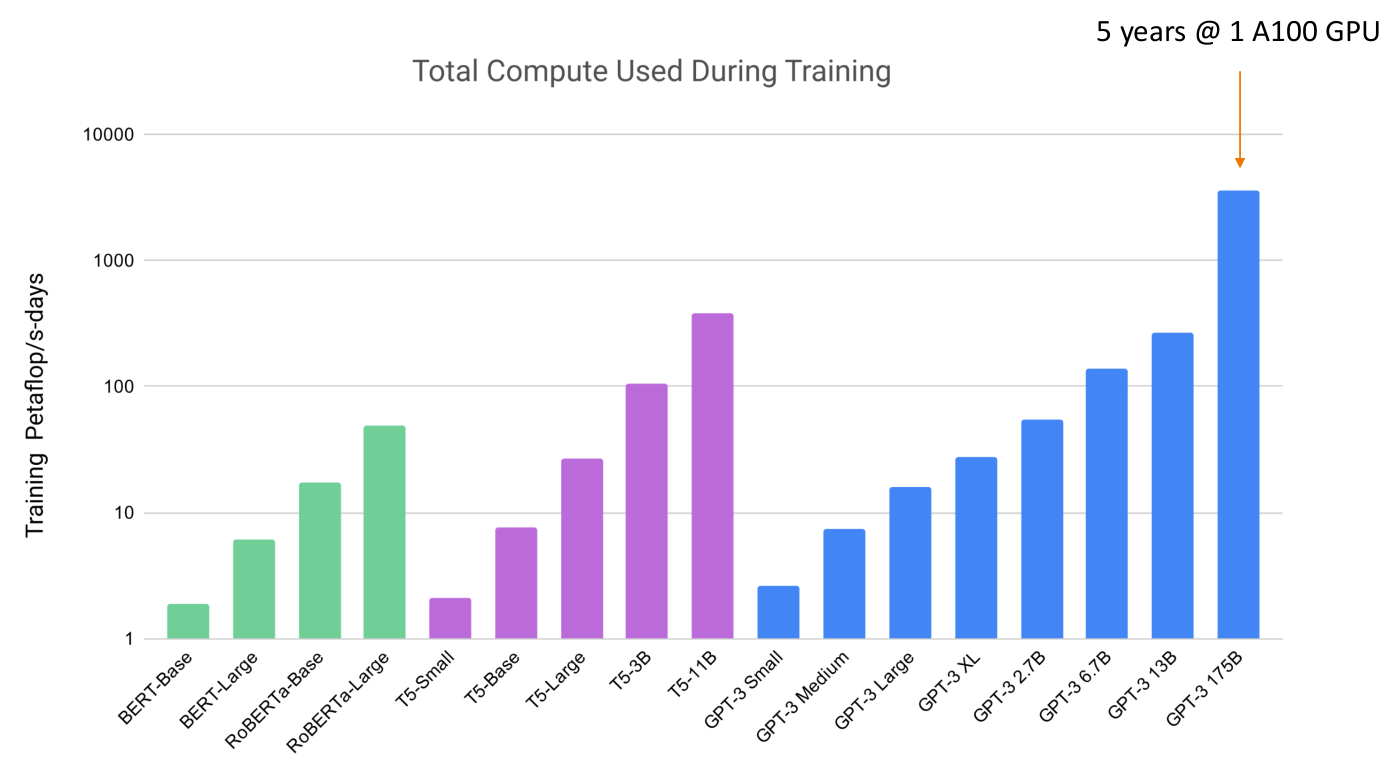 5 years @ 1 A100 GPU
Total Compute Used During Training
Training Petaflop/s-days
10000
1000
100
10
1
BERT-Base
BERT-Large
RoBERTa-Base
RoBERTa-Large
T5-Small
T5-Base
T5-Large
T5-3B
T5-11B
GPT-3 Small
GPT-3 Medium
GPT-3 Large
GPT-3 XL
GPT-3 2.7B
GPT-3 6.7B
GPT-3 13B
GPT-3 175B